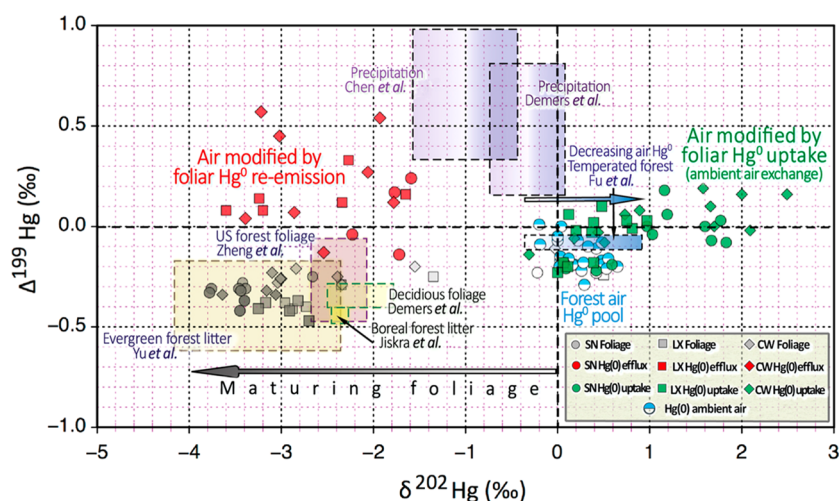 1.0
0.5
0.0
−0.5
−1.0
Δ199 Hg (‰)
Precipitation
Chen et al.
Precipitation
Demers et al.
Air modified by
foliar Hg0 re-emission
Decreasing air Hg0
Temperated forest
Fu et al.
Air modified by
foliar Hg0 uptake
(ambient air exchange)
US forest foliage
Zheng et al.
Decidious foliage
Demers et al.
Boreal forest litter
Jiskra et al.
Evergreen forest litter
Yu et al.
Forest air
Hg0 pool
Maturing foliage
SN Foliage LX Foliage CW Foliage
SN Hg(0) efflux LX Hg(0) efflux CW Hg(0) efflux
SN Hg(0) uptake LX Hg(0) uptake CW Hg(0) uptake
Hg(0) ambient air
−5 −4 −3 −2 −1 0 1 2 3
δ202 Hg (‰)